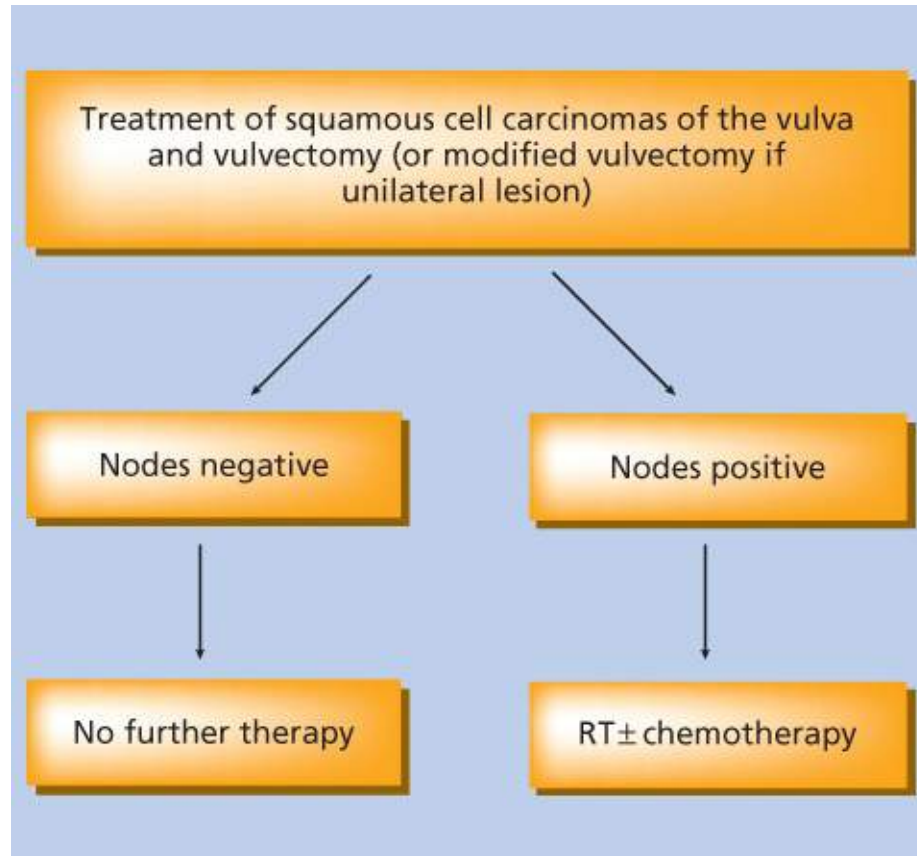 Treatment of squamous cell carcinomas of the vulva
and vulvectomy (or modified vulvectomy if
unilateral lesion)
Nodes negative
Nodes positive
No further therapy
RT± chemotherapy